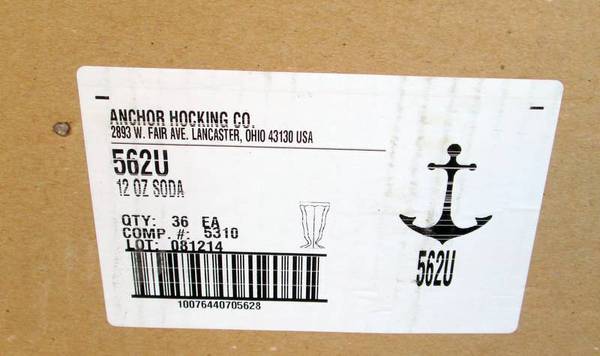 ANCHOR HOCKING CO.
2893 W. FAIR AVE. LANCASTER, OHIO 43130 USA
562U
12 OZ SODA
QTY: 36 EA
COMP. #: 5310
LOT: 081214
10076440705628
562U